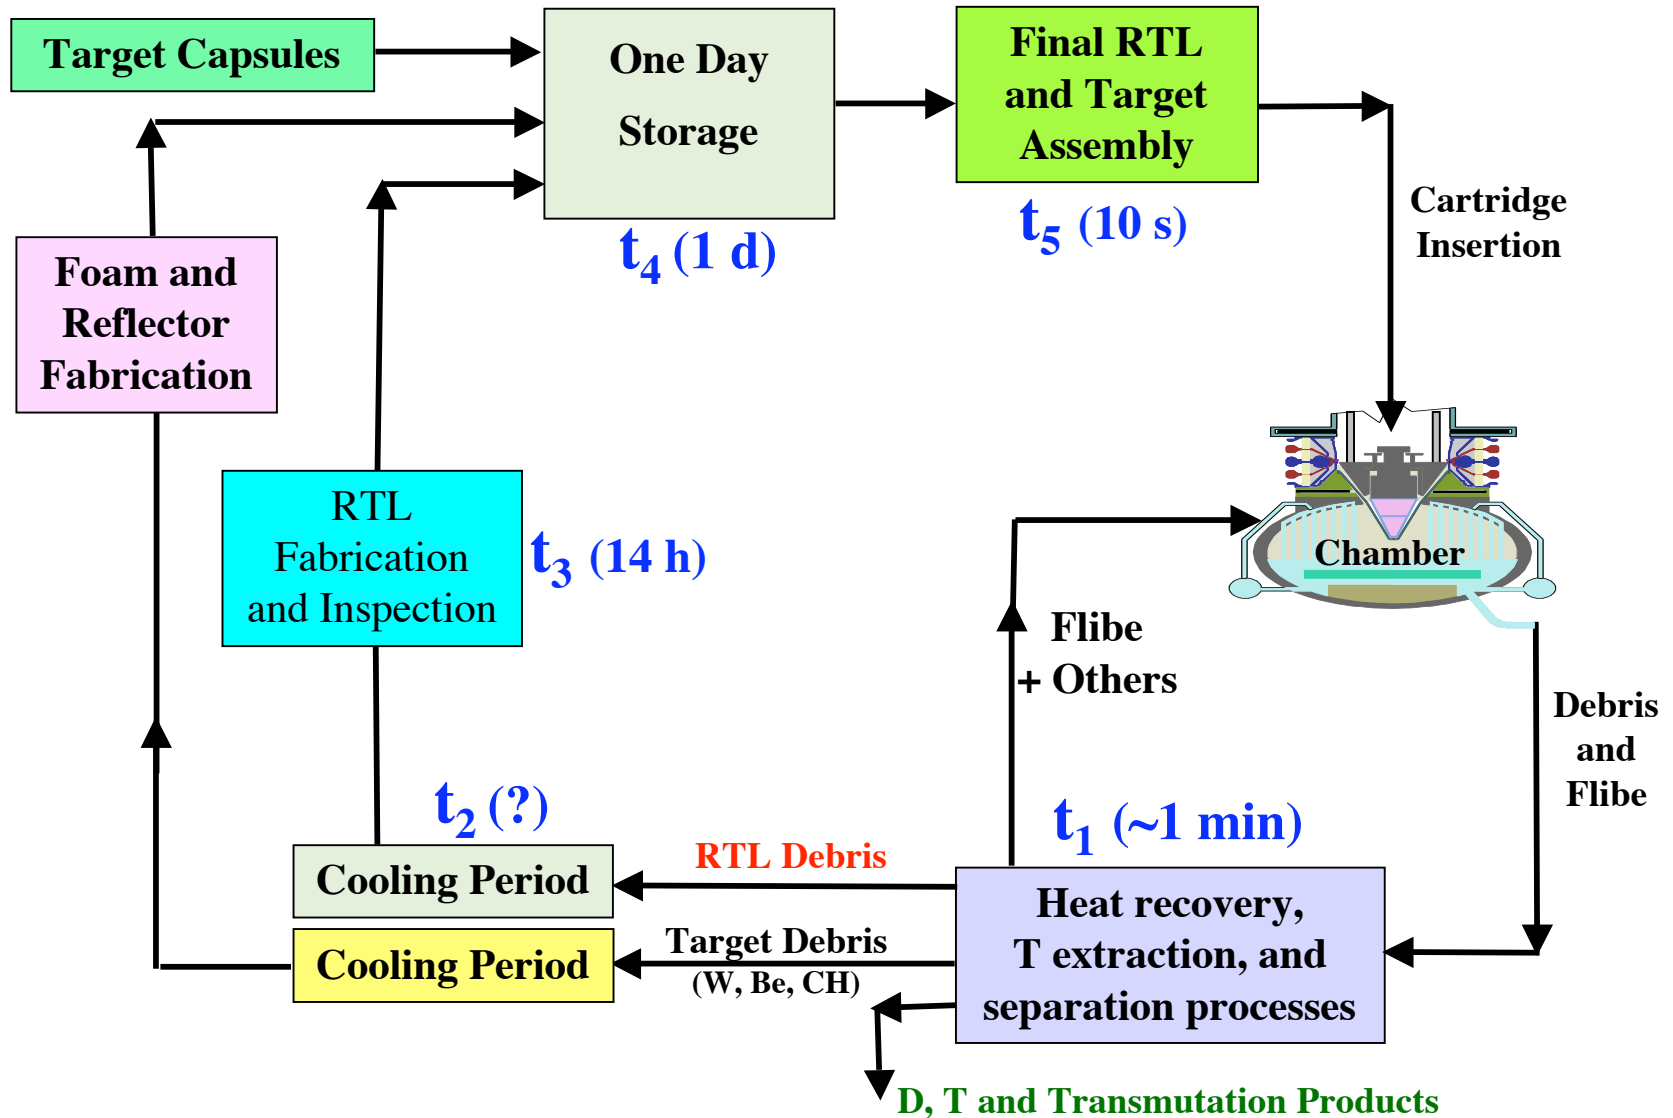 Target Capsules
One Day
Storage
Final RTL
and Target
Assembly
t4 (1 d)
t5 (10 s)
Cartridge
Insertion
Foam and
Reflector
Fabrication
RTL
Fabrication
and Inspection
t3 (14 h)
Chamber
Flibe
+ Others
Debris
and
Flibe
t2 (?)
t1 (~1 min)
RTL Debris
Cooling Period
Heat recovery,
T extraction, and
separation processes
Target Debris
(W, Be, CH)
Cooling Period
D, T and Transmutation Products